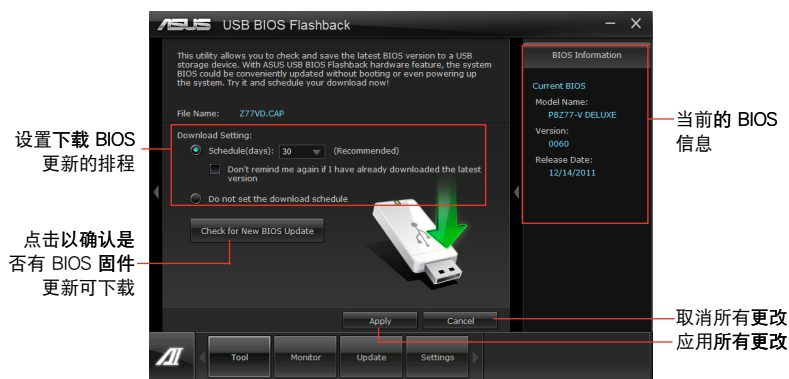 ASUS USB BIOS Flashback
This utility allows you to check and save the latest BIOS version to a USB
storage device. With ASUS USB BIOS Flashback hardware feature, the system
BIOS could be conveniently updated without booting or even powering up
the system. Try it and schedule your download now!
File Name: Z77VD.CAP
Download Setting:
Schedule(days): 30 (Recommended)
Don't remind me again if I have already downloaded the latest
version
Do not set the download schedule
Check for New BIOS Update
Apply
Cancel
BIOS Information
Current BIOS
Model Name:
P8Z77-V DELUXE
Version:
0060
Release Date:
12/14/2011
AI
Tool
Monitor
Update
Settings
设置下载 BIOS
更新的排程
点击以确认是
否有 BIOS 固件
更新可下载
当前的 BIOS
信息
取消所有更改
应用所有更改